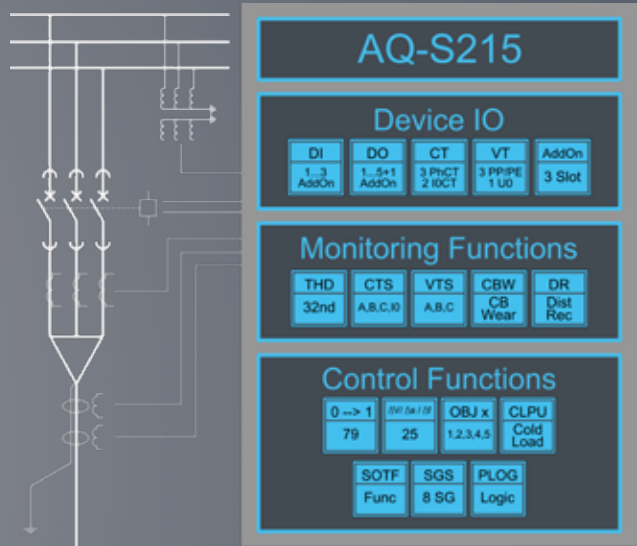 AQ-S215
Device IO
DI DO CT VT AddOn
1...3 AddOn 1...5+1 AddOn 3 PhCT 2 I0CT 3 PP/PE 1 U0 3 Slot
Monitoring Functions
THD CTS VTS CBW DR
32nd A,B,C,I0 A,B,C CB Wear Dist Rec
Control Functions
0 --> 1 OBJ x CLPU
79 25 1,2,3,4,5 Cold Load
SOTF SGS PLOG
Func 8 SG Logic